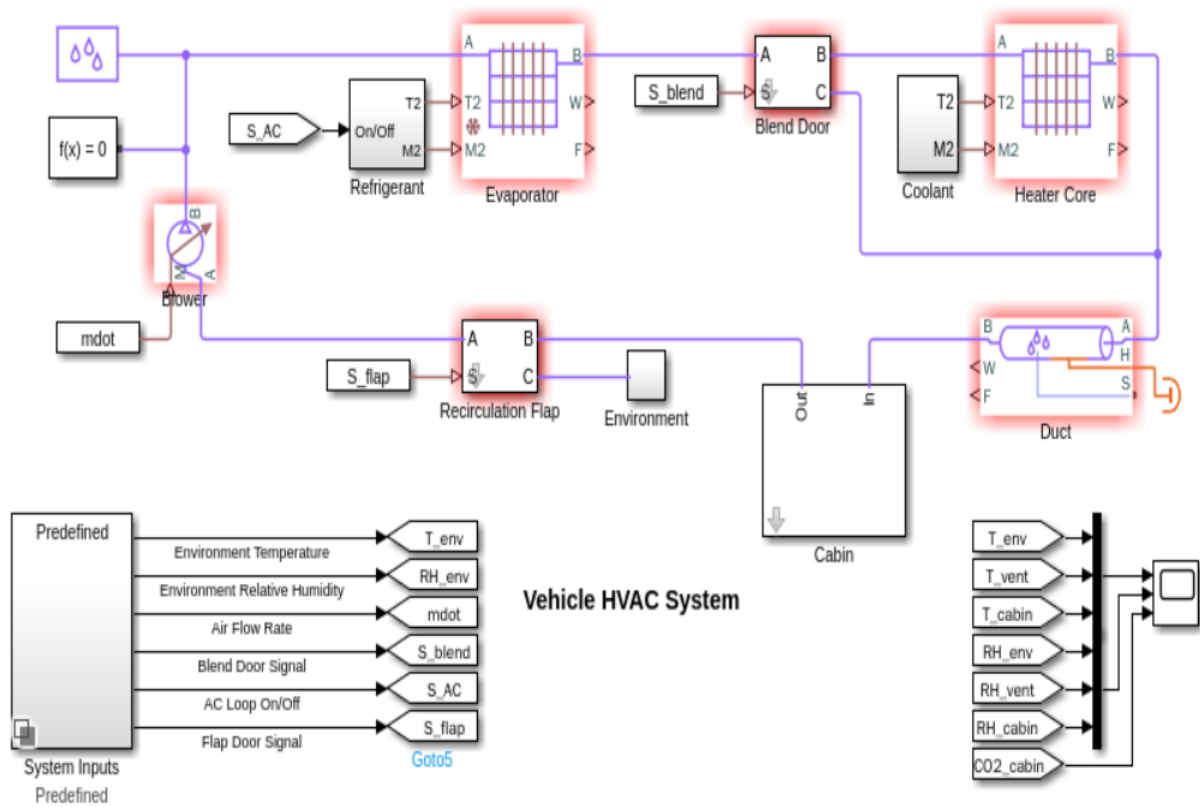 A
B
W
F
T2
M2
Evaporator
S_AC
On/Off
T2
M2
Refrigerant
S_blend
A
B
S
C
Blend Door
T2
M2
Coolant
A
B
T2
W
M2
F
Heater Core
f(x) = 0
B
M
A
Blower
mdot
S_flap
A
B
S
C
Recirculation Flap
Environment
Out
In
Cabin
B
A
H
W
S
F
Duct
Predefined
Environment Temperature
Environment Relative Humidity
Air Flow Rate
Blend Door Signal
AC Loop On/Off
Flap Door Signal
System Inputs
Predefined
T_env
RH_env
mdot
S_blend
S_AC
S_flap
Goto5
Vehicle HVAC System
T_env
T_vent
T_cabin
RH_env
RH_vent
RH_cabin
CO2_cabin